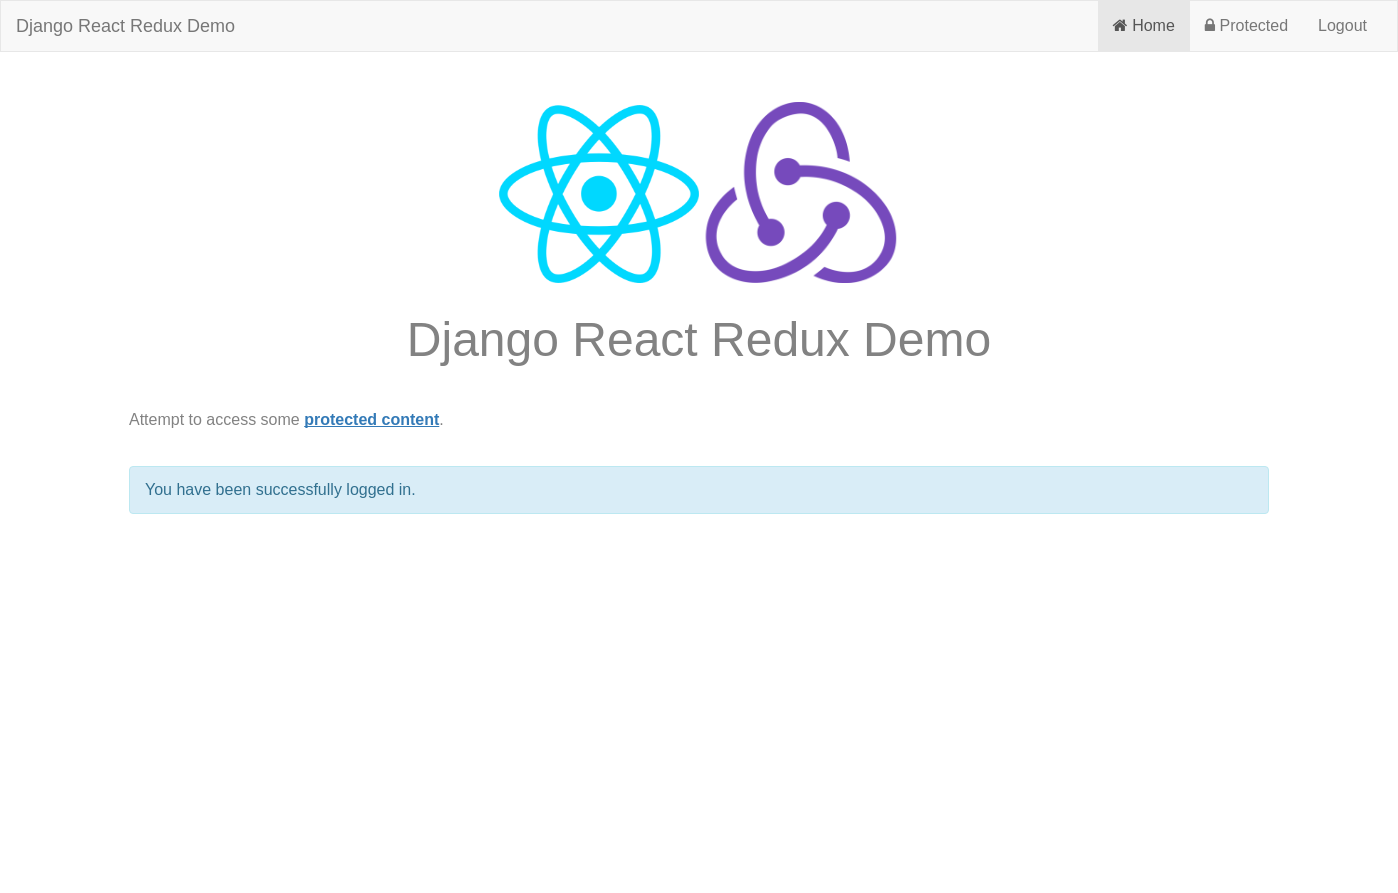 Django React Redux Demo
Home
Protected
Logout
Django React Redux Demo
Attempt to access some protected content.
You have been successfully logged in.